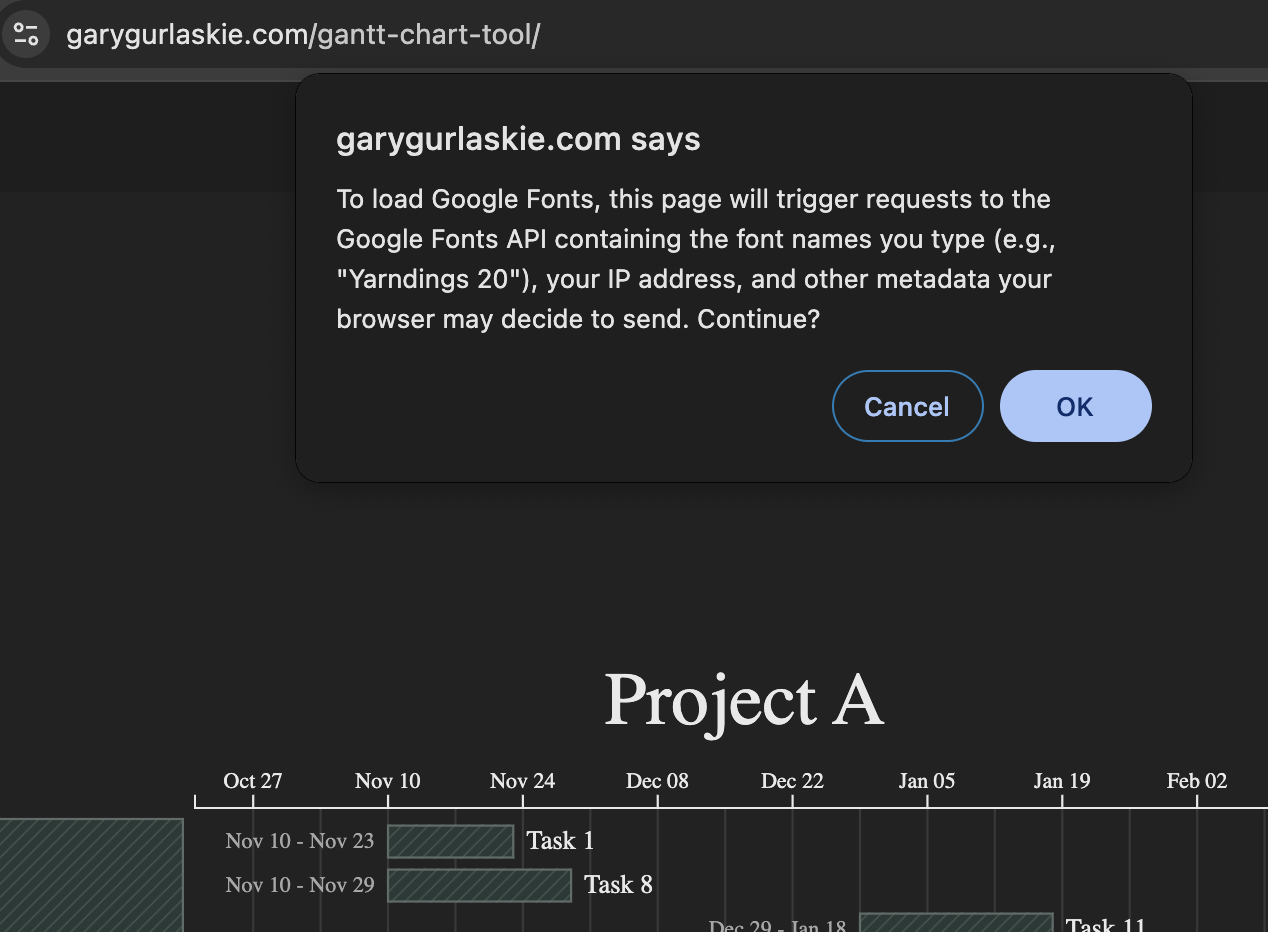 garygurlaskie.com/gantt-chart-tool/
garygurlaskie.com says
To load Google Fonts, this page will trigger requests to the
Google Fonts API containing the font names you type (e.g.,
"Yarndings 20"), your IP address, and other metadata your
browser may decide to send. Continue?
Cancel OK
Project A
Oct 27 Nov 10 Nov 24 Dec 08 Dec 22 Jan 05 Jan 19 Feb 02
Nov 10 - Nov 23 Task 1
Nov 10 - Nov 29 Task 8
Dec 29 - Jan 18 Task 11